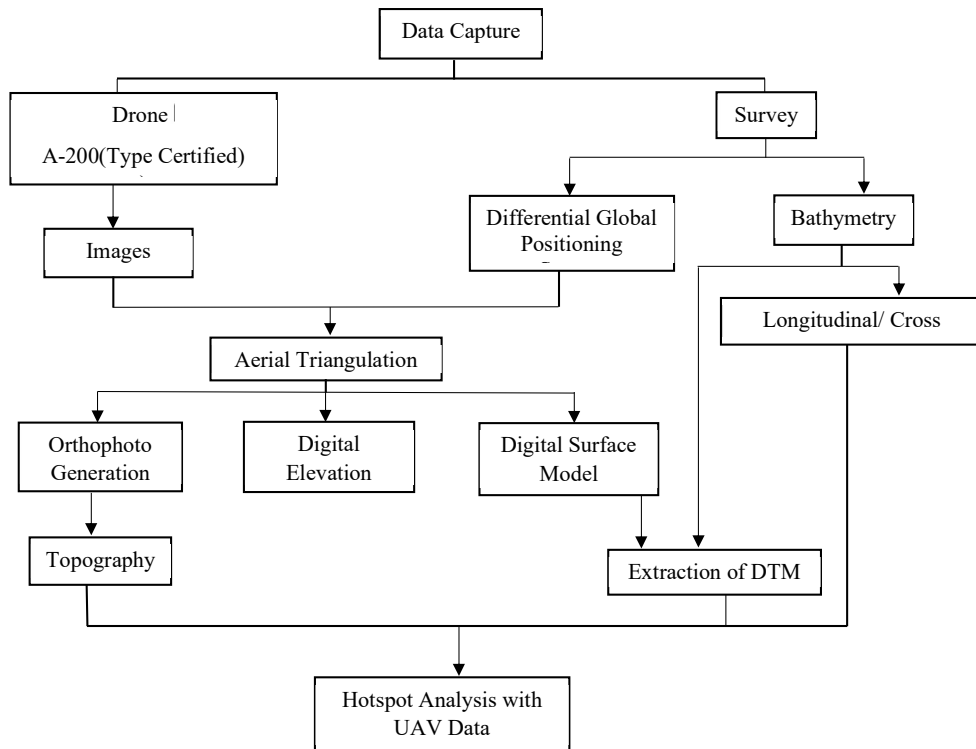 Data Capture
Drone
A-200(Type Certified)
Survey
Differential Global
Positioning
Bathymetry
Images
Longitudinal/ Cross
Aerial Triangulation
Orthophoto
Generation
Digital
Elevation
Digital Surface
Model
Topography
Extraction of DTM
Hotspot Analysis with
UAV Data